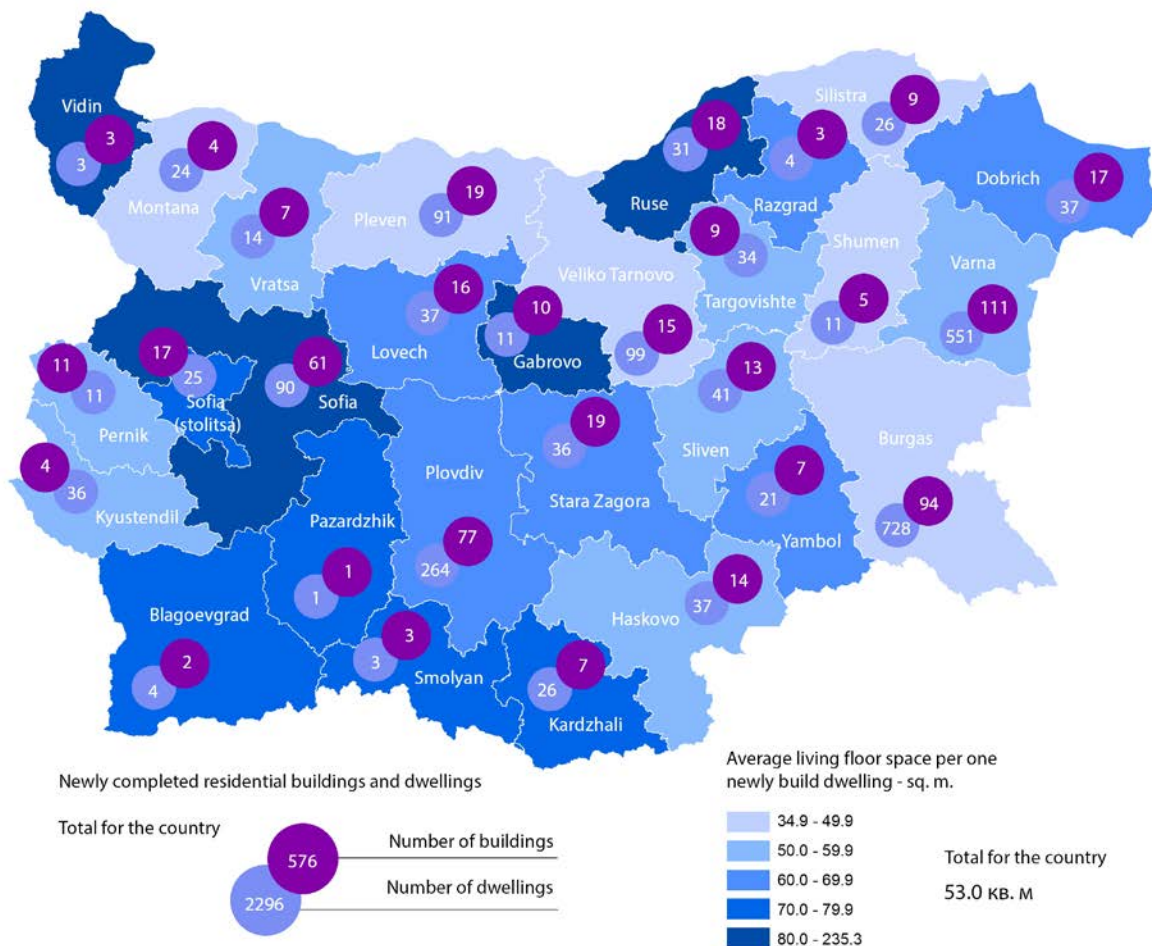 Vidin
3
3
Montana
4
24
Vratsa
7
14
Pleven
19
91
Ruse
18
31
Razgrad
3
4
Silistra
9
26
Dobrich
17
37
Shumen
5
11
Varna
111
551
Targovishte
9
34
Veliko Tarnovo
15
99
Gabrovo
10
11
Lovech
16
37
Sofia
61
90
Sofia
(stolitsa)
17
25
Pernik
11
11
Kyustendil
4
36
Blagoevgrad
2
4
Pazardzhik
1
1
Plovdiv
77
264
Smolyan
3
3
Kardzhali
7
26
Haskovo
14
37
Stara Zagora
19
36
Sliven
13
41
Yambol
7
21
Burgas
94
728
Newly completed residential buildings and dwellings
Total for the country
576
Number of buildings
2296
Number of dwellings
Average living floor space per one
newly build dwelling - sq. m.
34.9 - 49.9
50.0 - 59.9
60.0 - 69.9
70.0 - 79.9
80.0 - 235.3
Total for the country
53.0 КВ. М